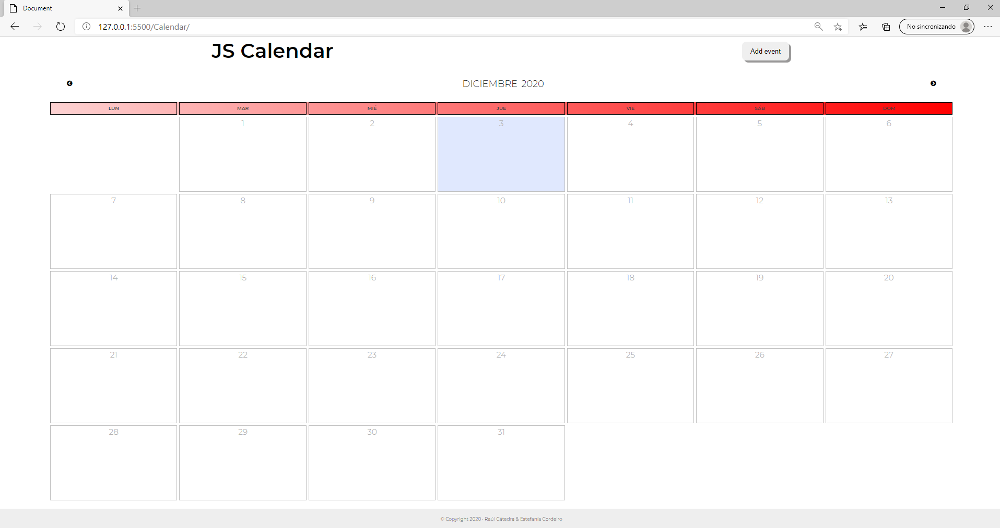 Document
127.0.0.1:5500/Calendar/
No sincronizando
JS Calendar
Add event
DICIEMBRE 2020
LUN MAR MIÉ JUE VIE SÁB DOM
1 2 3 4 5 6
7 8 9 10 11 12 13
14 15 16 17 18 19 20
21 22 23 24 25 26 27
28 29 30 31
© Copyright 2020 · Raúl Cátedra & Estefanía Cordeiro